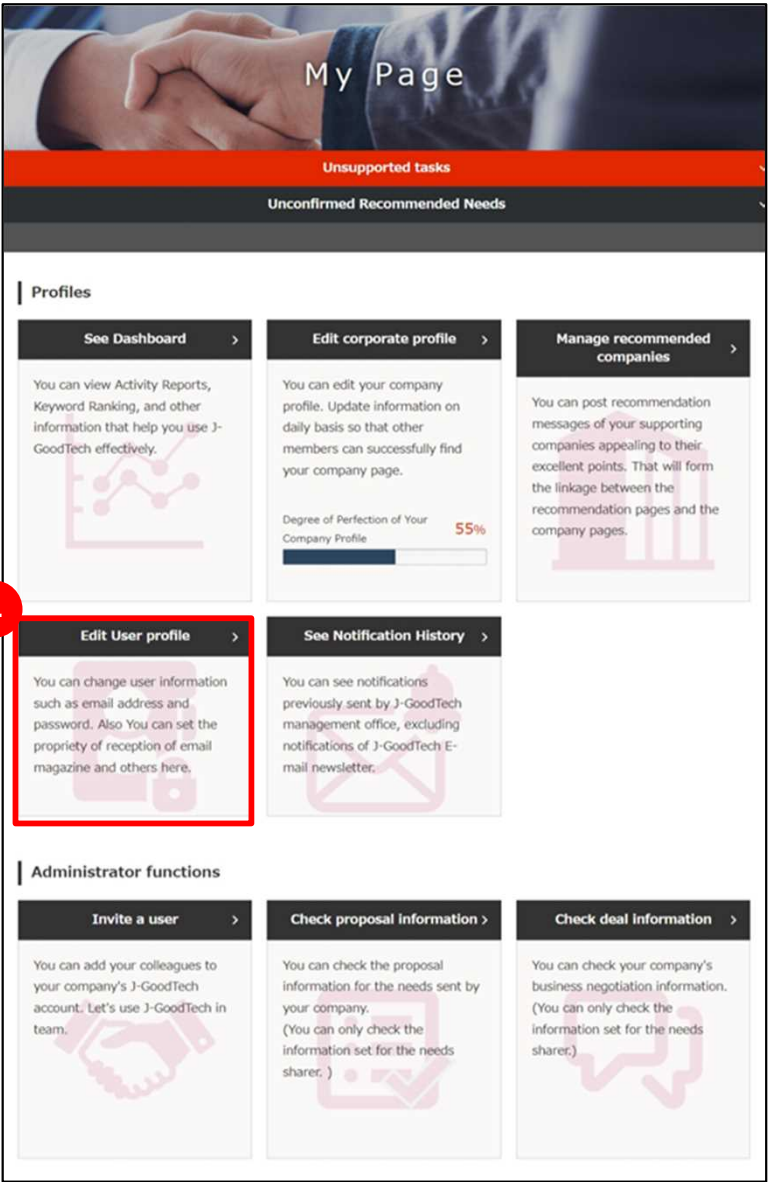 My Page
Unsupported tasks
Unconfirmed Recommended Needs
Profiles
See Dashboard >
You can view Activity Reports,
Keyword Ranking, and other
information that help you use J-
GoodTech effectively.
Edit corporate profile >
You can edit your company
profile. Update information on
daily basis so that other
members can successfully find
your company page.
Degree of Perfection of Your
Company Profile
55%
Manage recommended
companies >
You can post recommendation
messages of your supporting
companies appealing to their
excellent points. That will form
the linkage between the
recommendation pages and the
company pages.
Edit User profile >
You can change user information
such as email address and
password. Also You can set the
propriety of reception of email
magazine and others here.
See Notification History >
You can see notifications
previously sent by J-GoodTech
management office, excluding
notifications of J-GoodTech E-
mail newsletter.
Administrator functions
Invite a user >
You can add your colleagues to
your company's J-GoodTech
account. Let's use J-GoodTech in
team.
Check proposal information >
You can check the proposal
information for the needs sent by
your company.
(You can only check the
information set for the needs
sharer. )
Check deal information >
You can check your company's
business negotiation information.
(You can only check the
information set for the needs
sharer.)